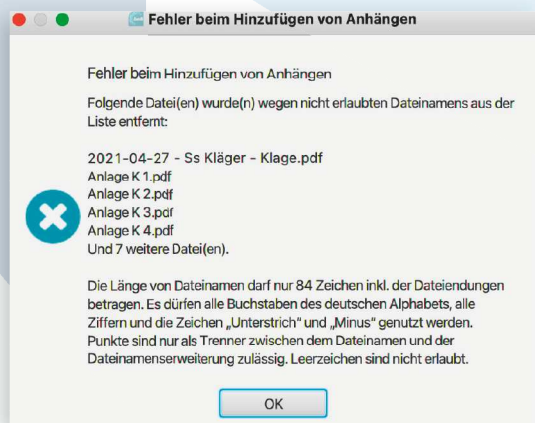 Fehler beim Hinzufügen von Anhängen
Fehler beim Hinzufügen von Anhängen
Folgende Datei(en) wurde(n) wegen nicht erlaubten Dateinamens aus der
Liste entfernt:
2021-04-27 - Ss Kläger - Klage.pdf
Anlage K 1.pdf
Anlage K 2.pdf
Anlage K 3.pdf
Anlage K 4.pdf
Und 7 weitere Datei(en).
Die Länge von Dateinamen darf nur 84 Zeichen inkl. der Dateiendungen
betragen. Es dürfen alle Buchstaben des deutschen Alphabets, alle
Ziffern und die Zeichen „Unterstrich" und „Minus" genutzt werden.
Punkte sind nur als Trenner zwischen dem Dateinamen und der
Dateinamenserweiterung zulässig. Leerzeichen sind nicht erlaubt.
OK